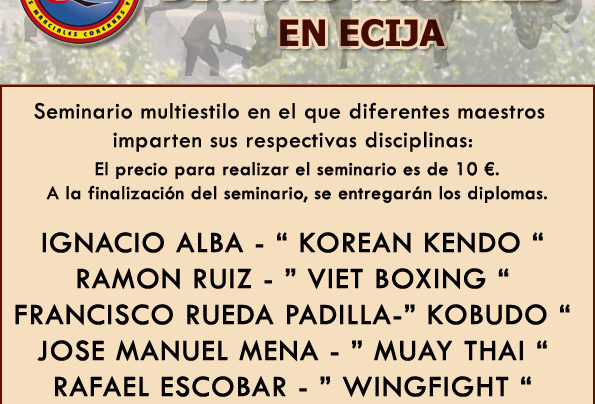 EN ECIJA
Seminario multiestilo en el que diferentes maestros
imparten sus respectivas disciplinas:
El precio para realizar el seminario es de 10 €.
A la finalización del seminario, se entregarán los diplomas.
IGNACIO ALBA - “ KOREAN KENDO “
RAMON RUIZ - ” VIET BOXING “
FRANCISCO RUEDA PADILLA-” KOBUDO “
JOSE MANUEL MENA - ” MUAY THAI “
RAFAEL ESCOBAR - ” WINGFIGHT “